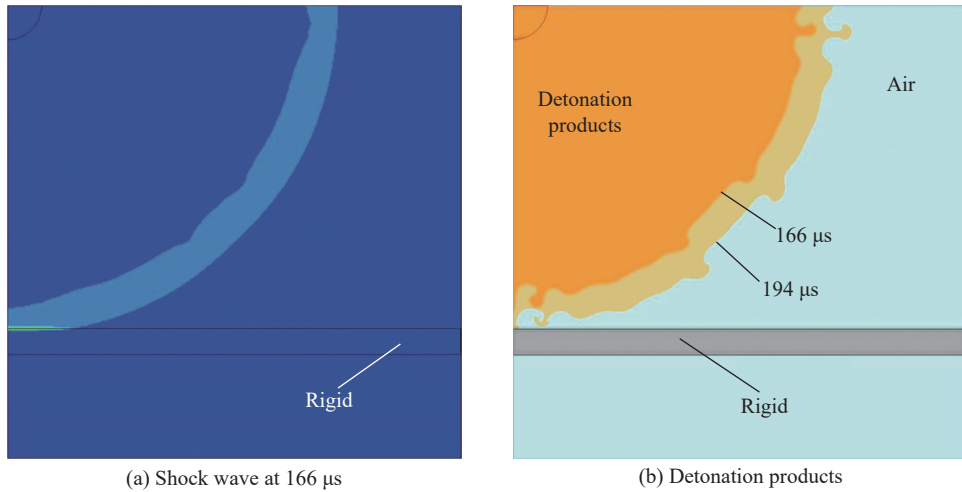 Rigid
(a) Shock wave at 166 μs
Detonation
products
Air
166 μs
194 μs
Rigid
(b) Detonation products